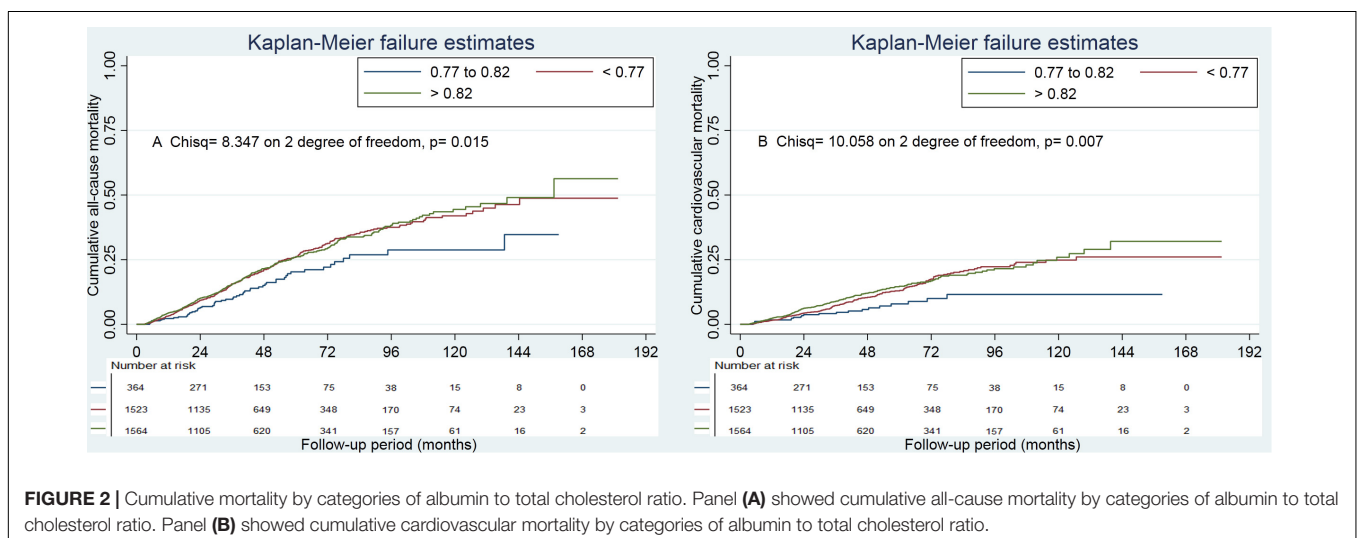 Kaplan-Meier failure estimates
0.77 to 0.82 < 0.77
> 0.82
A Chisq= 8.347 on 2 degree of freedom, p= 0.015
Cumulative all-cause mortality
1.00
0.75
0.50
0.25
0.00
0 24 48 72 96 120 144 168 192
Number at risk
364 271 153 75 38 15 8 0
1523 1135 649 348 170 74 23 3
1564 1105 620 341 157 61 16 2
Follow-up period (months)
Kaplan-Meier failure estimates
0.77 to 0.82 < 0.77
> 0.82
B Chisq= 10.058 on 2 degree of freedom, p= 0.007
Cumulative cardiovascular mortality
1.00
0.75
0.50
0.25
0.00
0 24 48 72 96 120 144 168 192
Number at risk
364 271 153 75 38 15 8 0
1523 1135 649 348 170 74 23 3
1564 1105 620 341 157 61 16 2
Follow-up period (months)
FIGURE 2 | Cumulative mortality by categories of albumin to total cholesterol ratio. Panel (A) showed cumulative all-cause mortality by categories of albumin to total
cholesterol ratio. Panel (B) showed cumulative cardiovascular mortality by categories of albumin to total cholesterol ratio.